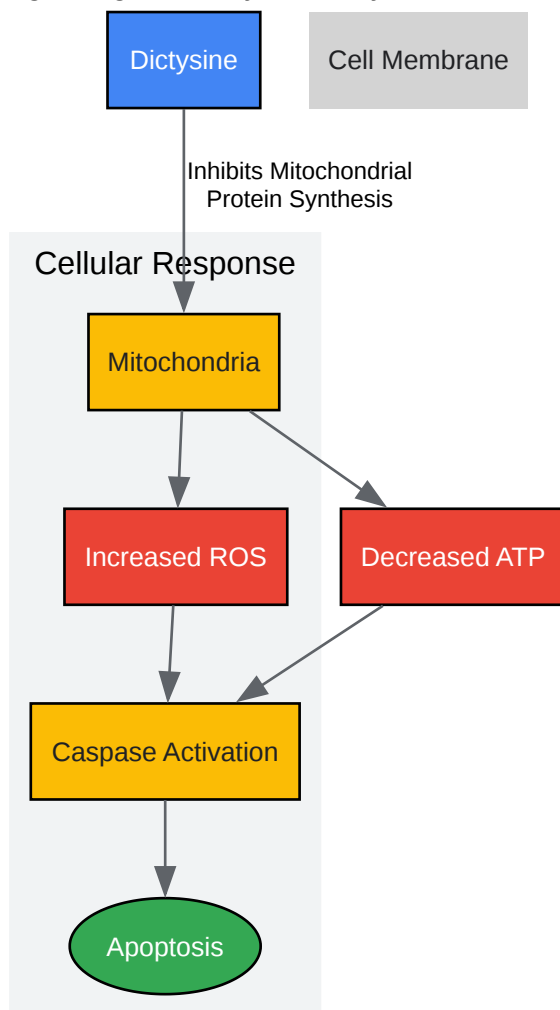 Dictysine
Cell Membrane
Inhibits Mitochondrial
Protein Synthesis
Cellular Response
Mitochondria
Increased ROS
Decreased ATP
Caspase Activation
Apoptosis